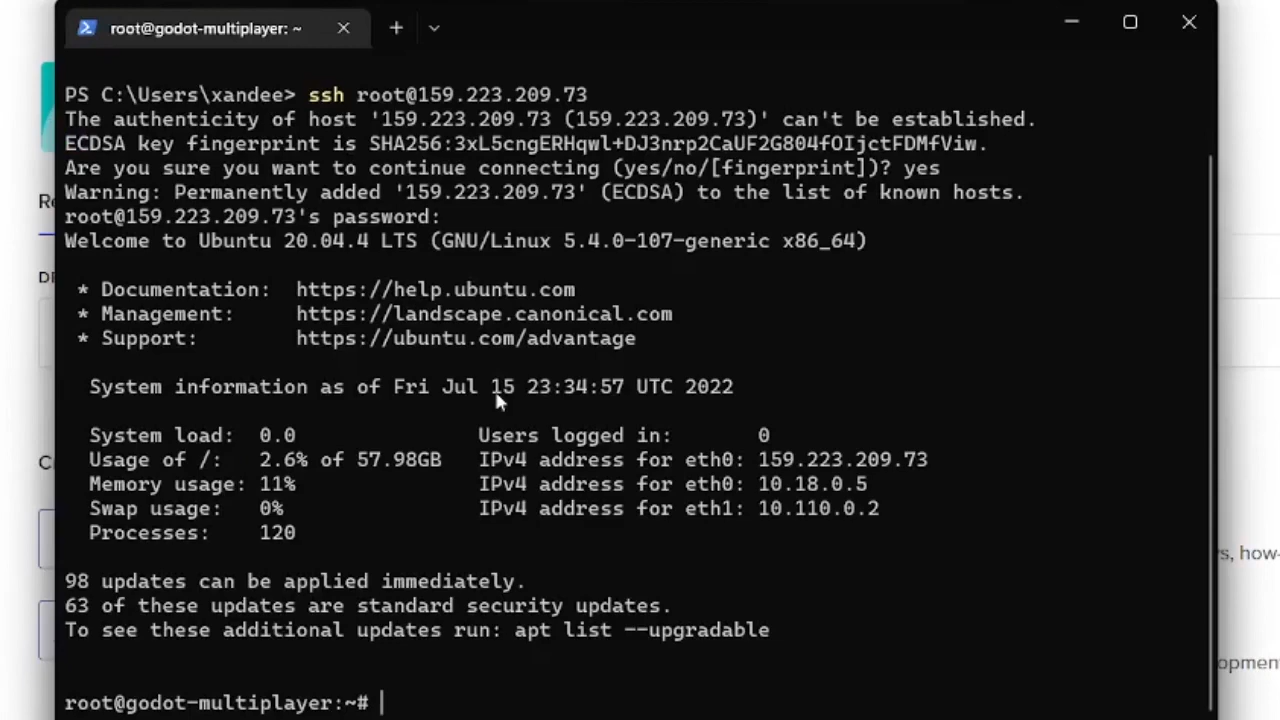 root@godot-multiplayer: ~
PS C:\Users\xandee> ssh root@159.223.209.73
The authenticity of host '159.223.209.73 (159.223.209.73)' can't be established.
ECDSA key fingerprint is SHA256:3xL5cngERHqwl+DJ3nrp2CaUF2G804fOIjctFDMfViw.
Are you sure you want to continue connecting (yes/no/[fingerprint])? yes
Warning: Permanently added '159.223.209.73' (ECDSA) to the list of known hosts.
root@159.223.209.73's password:
Welcome to Ubuntu 20.04.4 LTS (GNU/Linux 5.4.0-107-generic x86_64)
* Documentation: https://help.ubuntu.com
* Management: https://landscape.canonical.com
* Support: https://ubuntu.com/advantage
System information as of Fri Jul 15 23:34:57 UTC 2022
System load: 0.0 Users logged in: 0
Usage of /: 2.6% of 57.98GB IPv4 address for eth0: 159.223.209.73
Memory usage: 11% IPv4 address for eth0: 10.18.0.5
Swap usage: 0% IPv4 address for eth1: 10.110.0.2
Processes: 120
98 updates can be applied immediately.
63 of these updates are standard security updates.
To see these additional updates run: apt list --upgradable
root@godot-multiplayer:~#